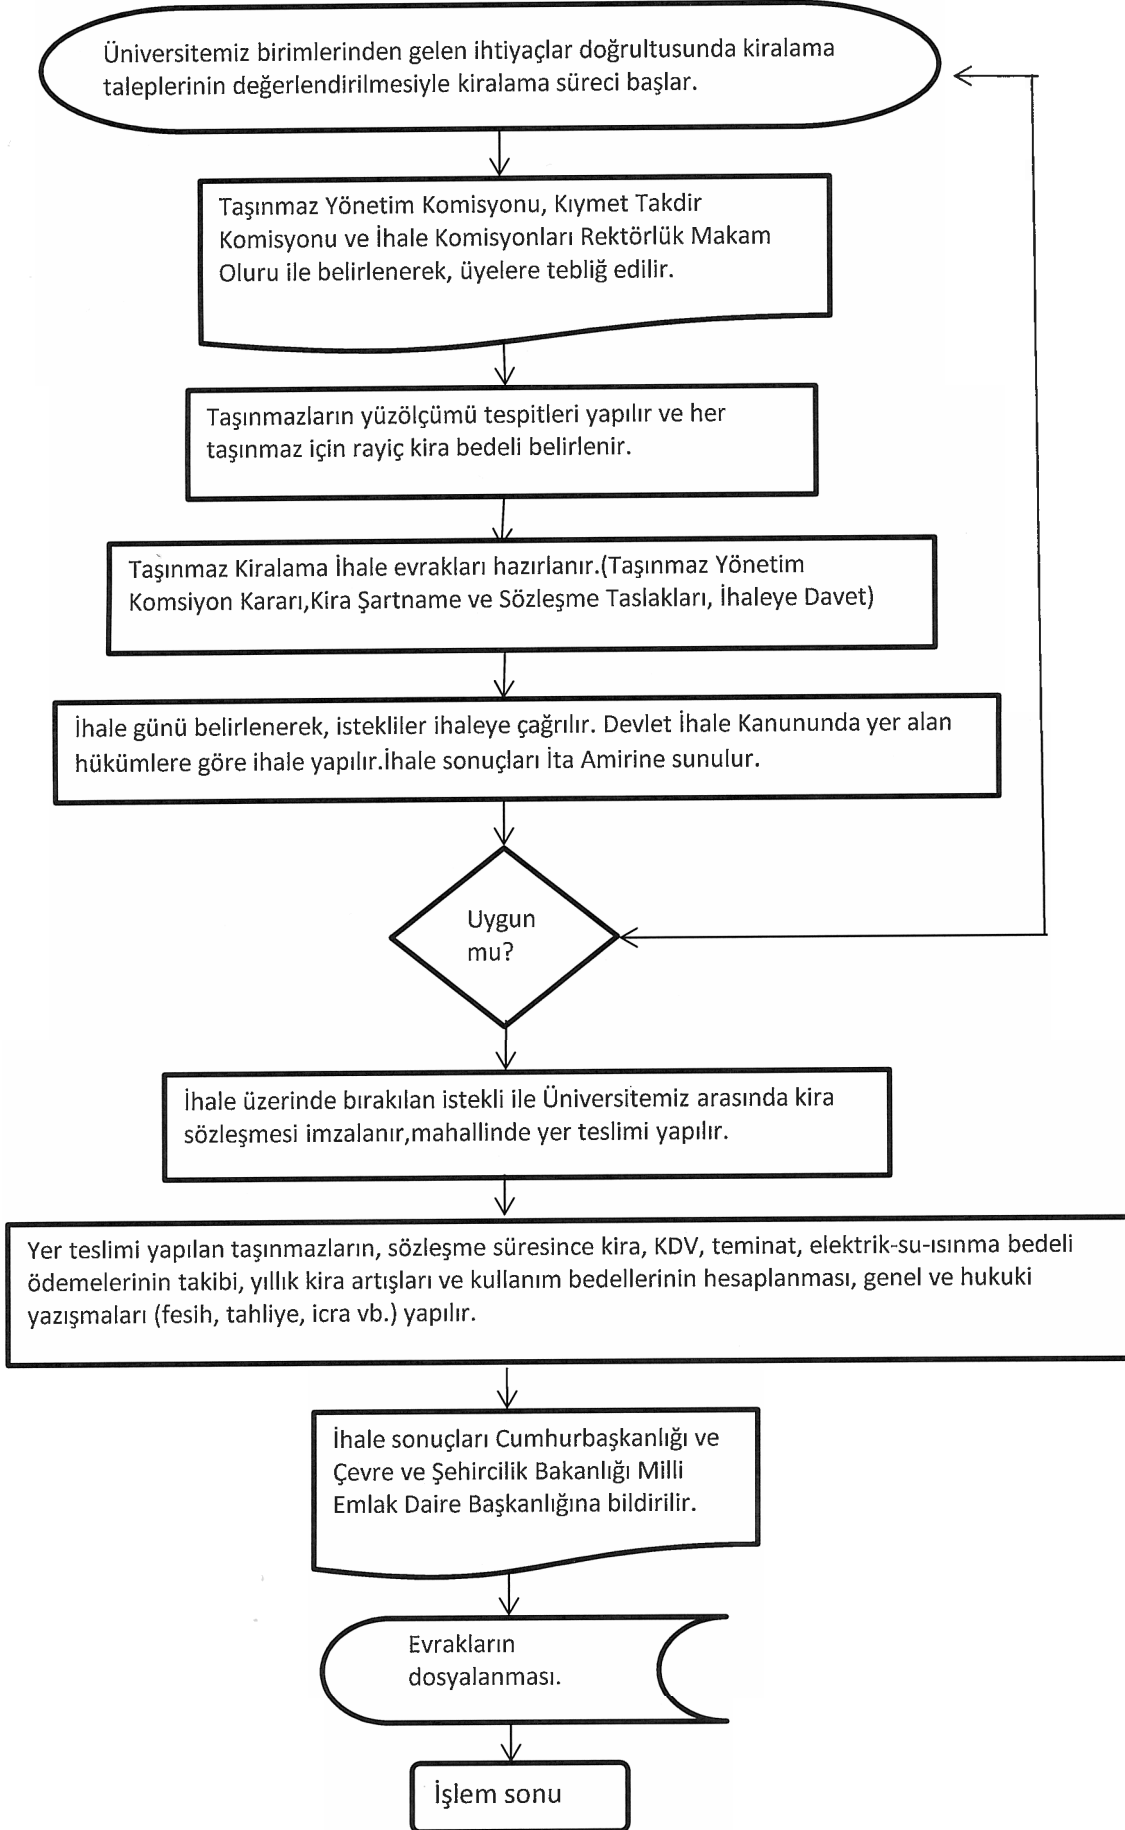 Üniversitemiz birimlerinden gelen ihtiyaçlar doğrultusunda kiralama
taleplerinin değerlendirilmesiyle kiralama süreci başlar.
Taşınmaz Yönetim Komisyonu, Kıymet Takdir
Komisyonu ve İhale Komisyonları Rektörlük Makam
Oluru ile belirlenerek, üyelere tebliğ edilir.
Taşınmazların yüzölçümü tespitleri yapılır ve her
taşınmaz için rayiç kira bedeli belirlenir.
Taşınmaz Kiralama İhale evrakları hazırlanır.(Taşınmaz Yönetim
Komsiyon Kararı,Kira Şartname ve Sözleşme Taslakları, İhaleye Davet)
İhale günü belirlenerek, istekliler ihaleye çağrılır. Devlet İhale Kanununda yer alan
hükümlere göre ihale yapılır.İhale sonuçları İta Amirine sunulur.
Uygun
mu?
İhale üzerinde bırakılan istekli ile Üniversitemiz arasında kira
sözleşmesi imzalanır,mahallinde yer teslimi yapılır.
Yer teslimi yapılan taşınmazların, sözleşme süresince kira, KDV, teminat, elektrik-su-ısınma bedeli
ödemelerinin takibi, yıllık kira artışları ve kullanım bedellerinin hesaplanması, genel ve hukuki
yazışmaları (fesih, tahliye, icra vb.) yapılır.
İhale sonuçları Cumhurbaşkanlığı ve
Çevre ve Şehircilik Bakanlığı Milli
Emlak Daire Başkanlığına bildirilir.
Evrakların
dosyalanması.
İşlem sonu